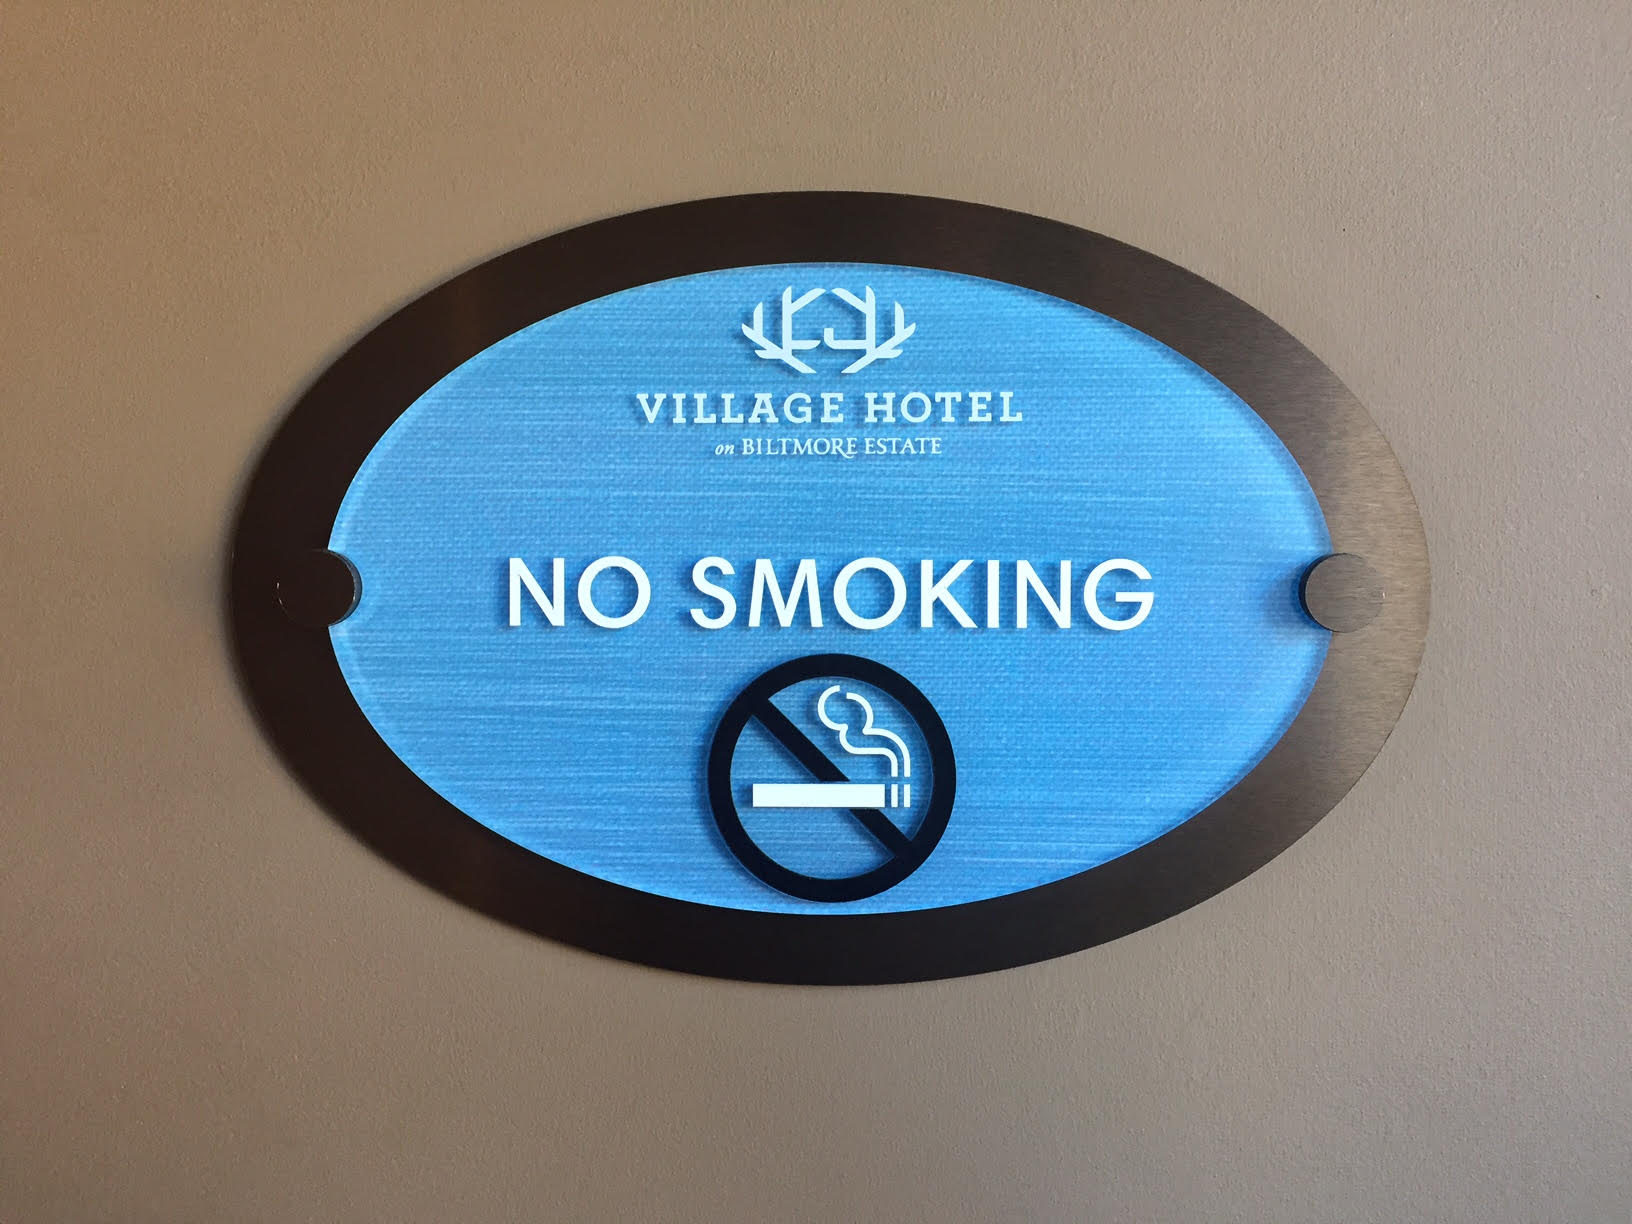 VILLAGE HOTEL
on BILTMORE ESTATE
NO SMOKING